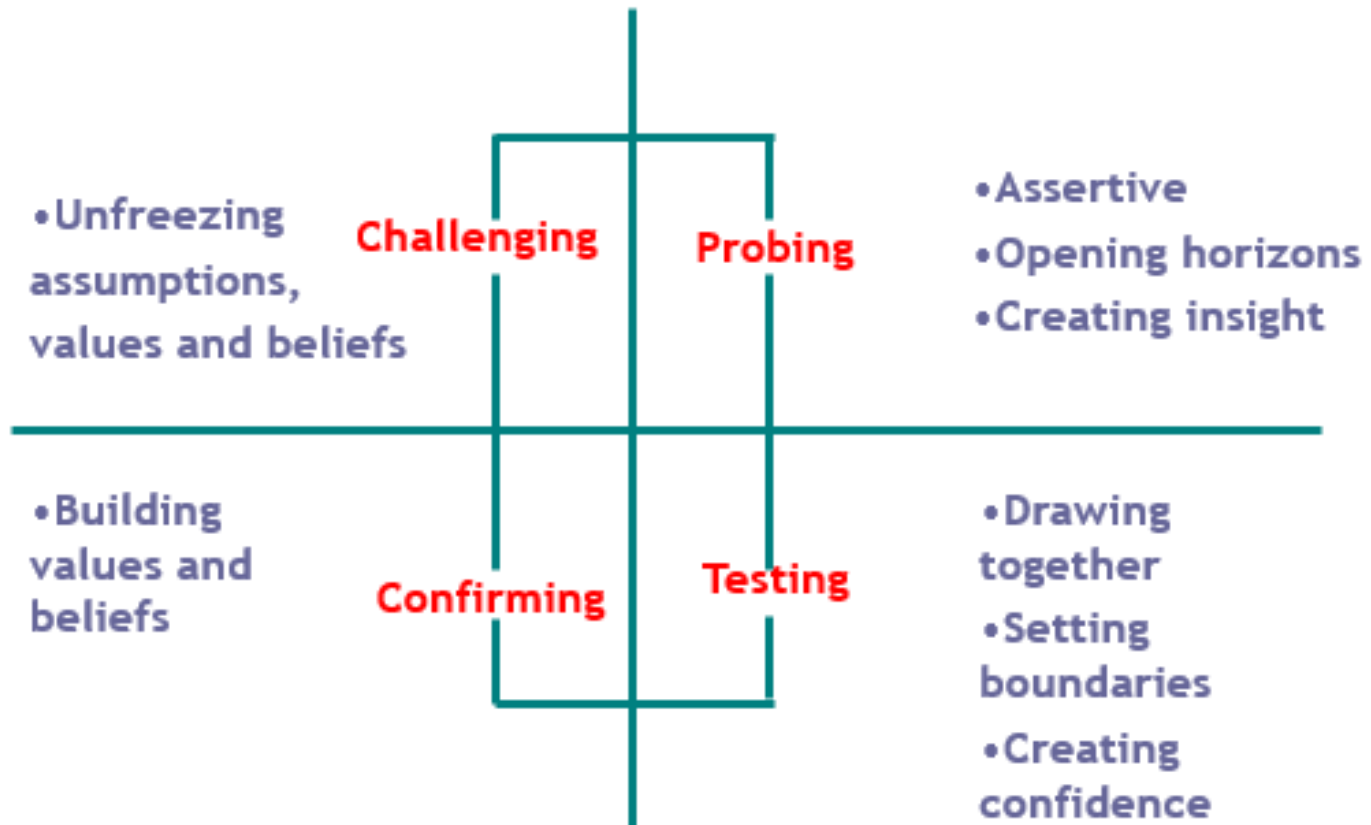 •Unfreezing
assumptions,
values and beliefs
Challenging
Probing
•Assertive
•Opening horizons
•Creating insight
•Building
values and
beliefs
Confirming
Testing
•Drawing
together
•Setting
boundaries
•Creating
confidence